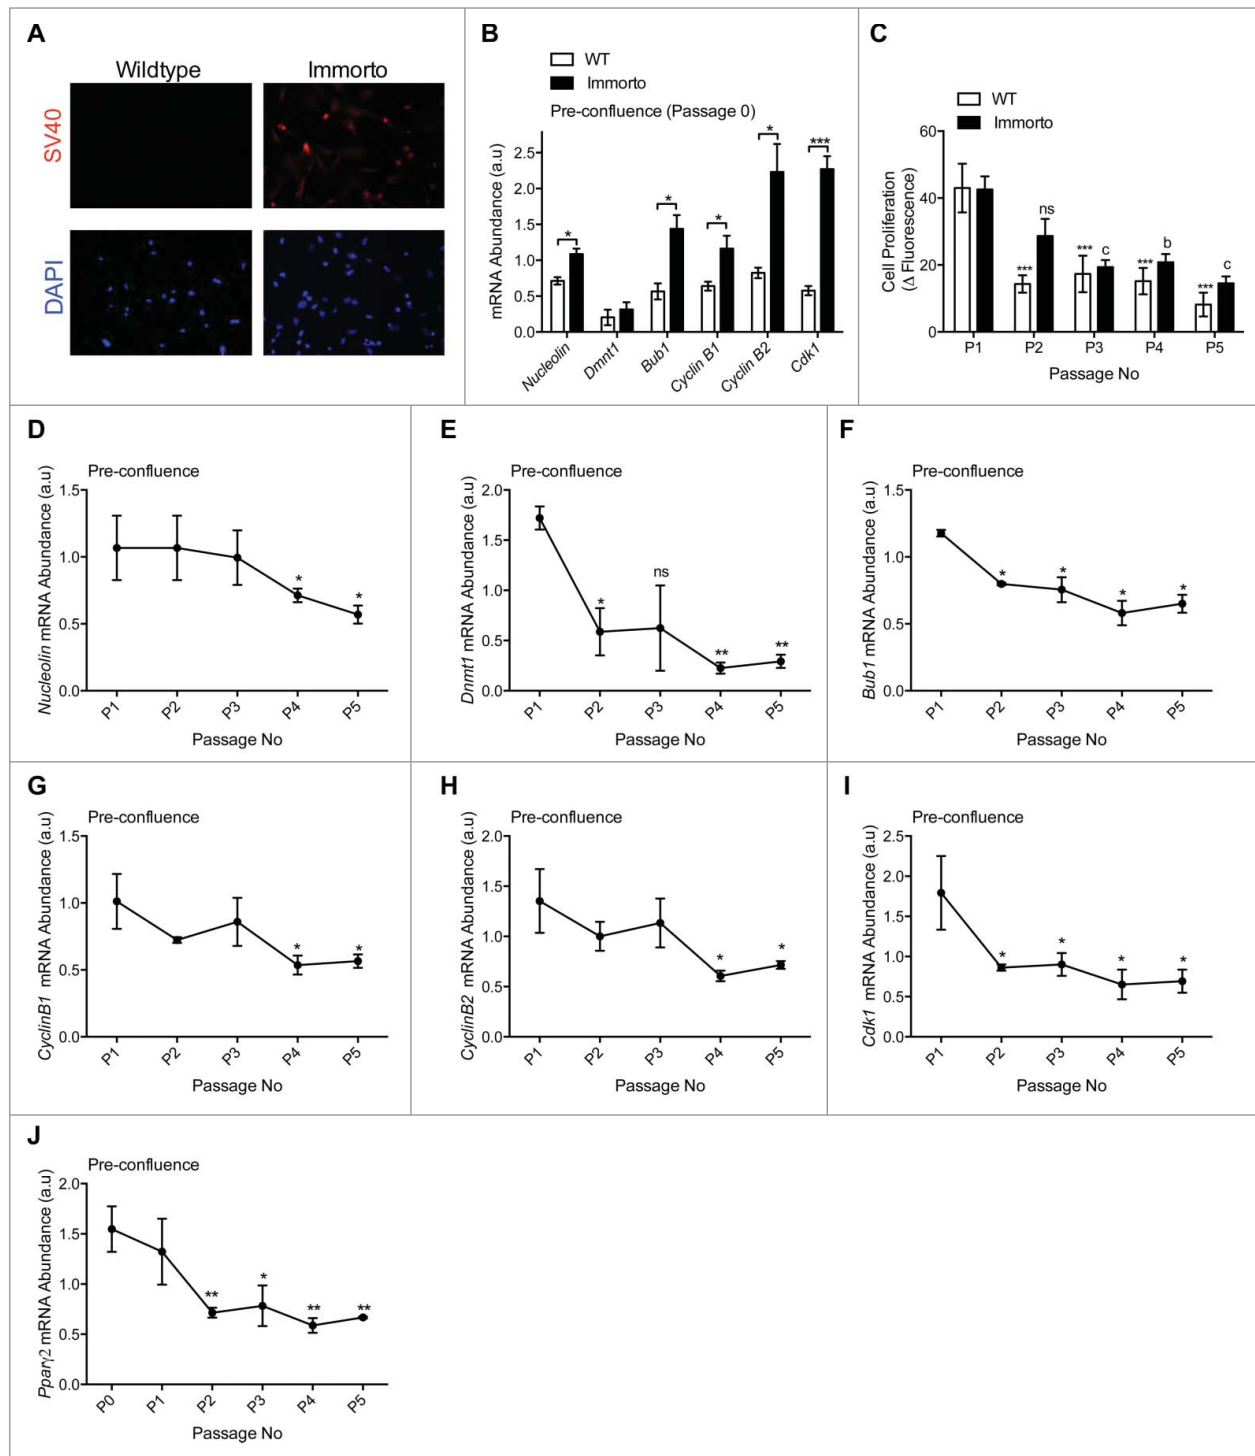 A
Wildtype
Immorto
SV40
DAPI
B
WT
Immorto
Pre-confluence (Passage 0)
mRNA Abundance (a.u)
2.5
2.0
1.5
1.0
0.5
0.0
*
*
*
*
***
Nucleolin
Dmnt1
Bub1
Cyclin B1
Cyclin B2
Cdk1
C
WT
Immorto
Cell Proliferation
(Δ Fluorescence)
60
40
20
0
***
ns
***
c
***
b
***
c
P1
P2
P3
P4
P5
Passage No
D
Pre-confluence
Nucleolin mRNA Abundance (a.u)
1.5
1.0
0.5
0.0
*
*
P1
P2
P3
P4
P5
Passage No
E
Pre-confluence
Dnmt1 mRNA Abundance (a.u)
2.0
1.5
1.0
0.5
0.0
*
ns
**
**
P1
P2
P3
P4
P5
Passage No
F
Pre-confluence
Bub1 mRNA Abundance (a.u)
1.5
1.0
0.5
0.0
*
*
*
*
P1
P2
P3
P4
P5
Passage No
G
Pre-confluence
CyclinB1 mRNA Abundance (a.u)
1.5
1.0
0.5
0.0
*
*
P1
P2
P3
P4
P5
Passage No
H
Pre-confluence
CyclinB2 mRNA Abundance (a.u)
2.0
1.5
1.0
0.5
0.0
*
*
P1
P2
P3
P4
P5
Passage No
I
Pre-confluence
Cdk1 mRNA Abundance (a.u)
2.5
2.0
1.5
1.0
0.5
0.0
*
*
*
*
P1
P2
P3
P4
P5
Passage No
J
Pre-confluence
Pparγ2 mRNA Abundance (a.u)
2.0
1.5
1.0
0.5
0.0
**
*
**
**
P0
P1
P2
P3
P4
P5
Passage No